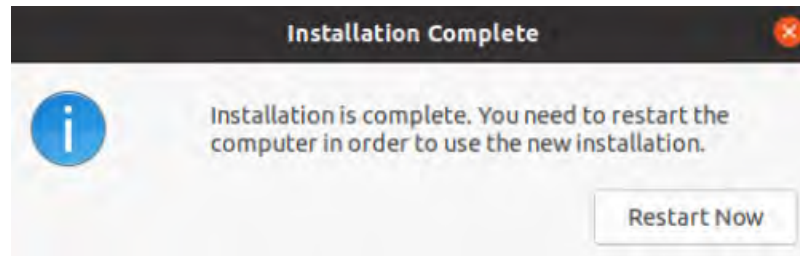 Installation Complete
Installation is complete. You need to restart the
computer in order to use the new installation.
Restart Now